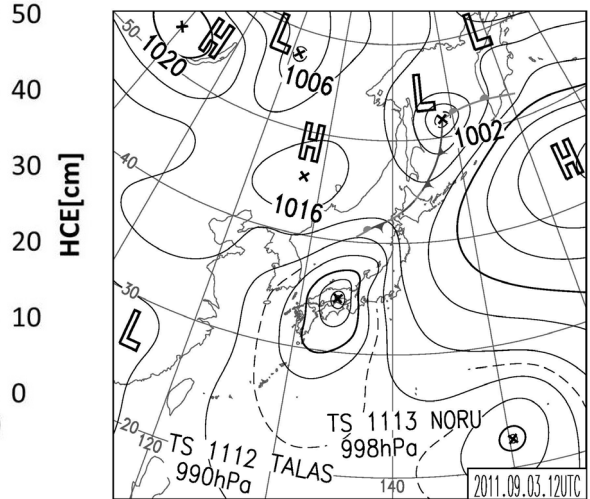 50
40
30
20
10
0
HCE[cm]
50
H
L
L
1020
1006
L
1002
H
H
40
1016
30
L
TS 1113 NORU
998hPa
20
120
TS 1112 TALAS
990hPa
140
2011.09.03.12UTC